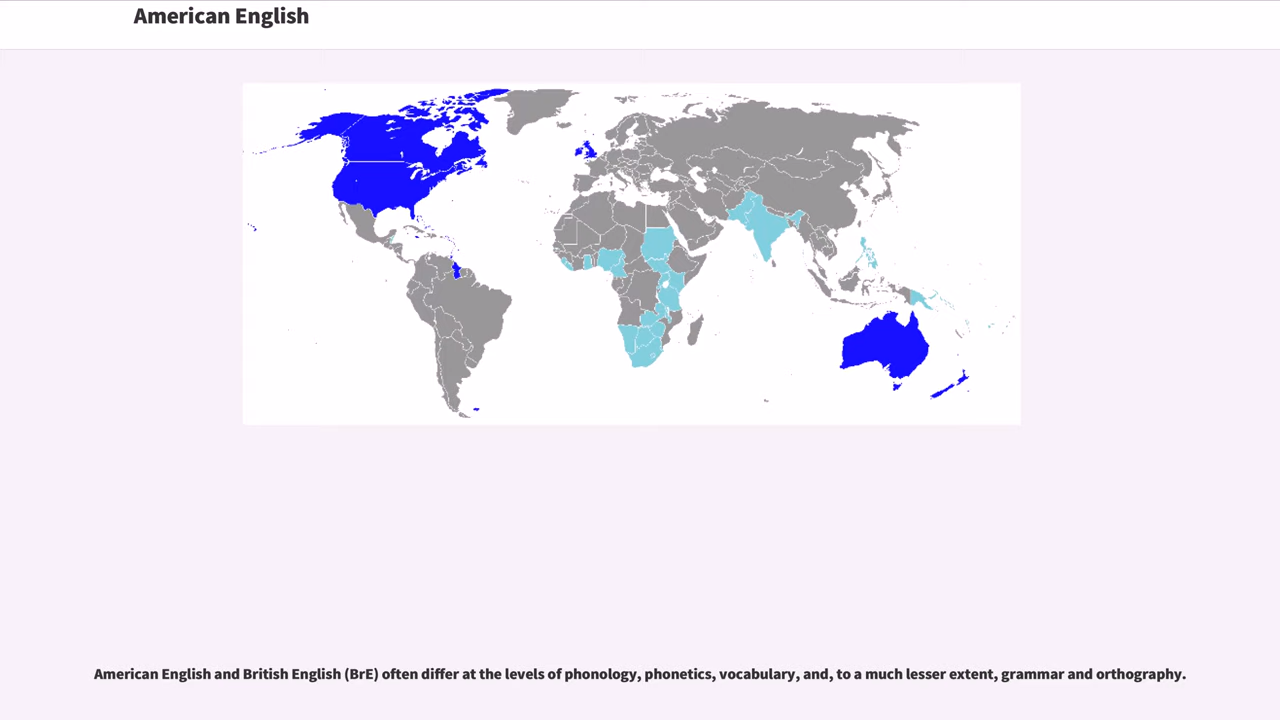 American English
American English and British English (BrE) often differ at the levels of phonology, phonetics, vocabulary, and, to a much lesser extent, grammar and orthography.